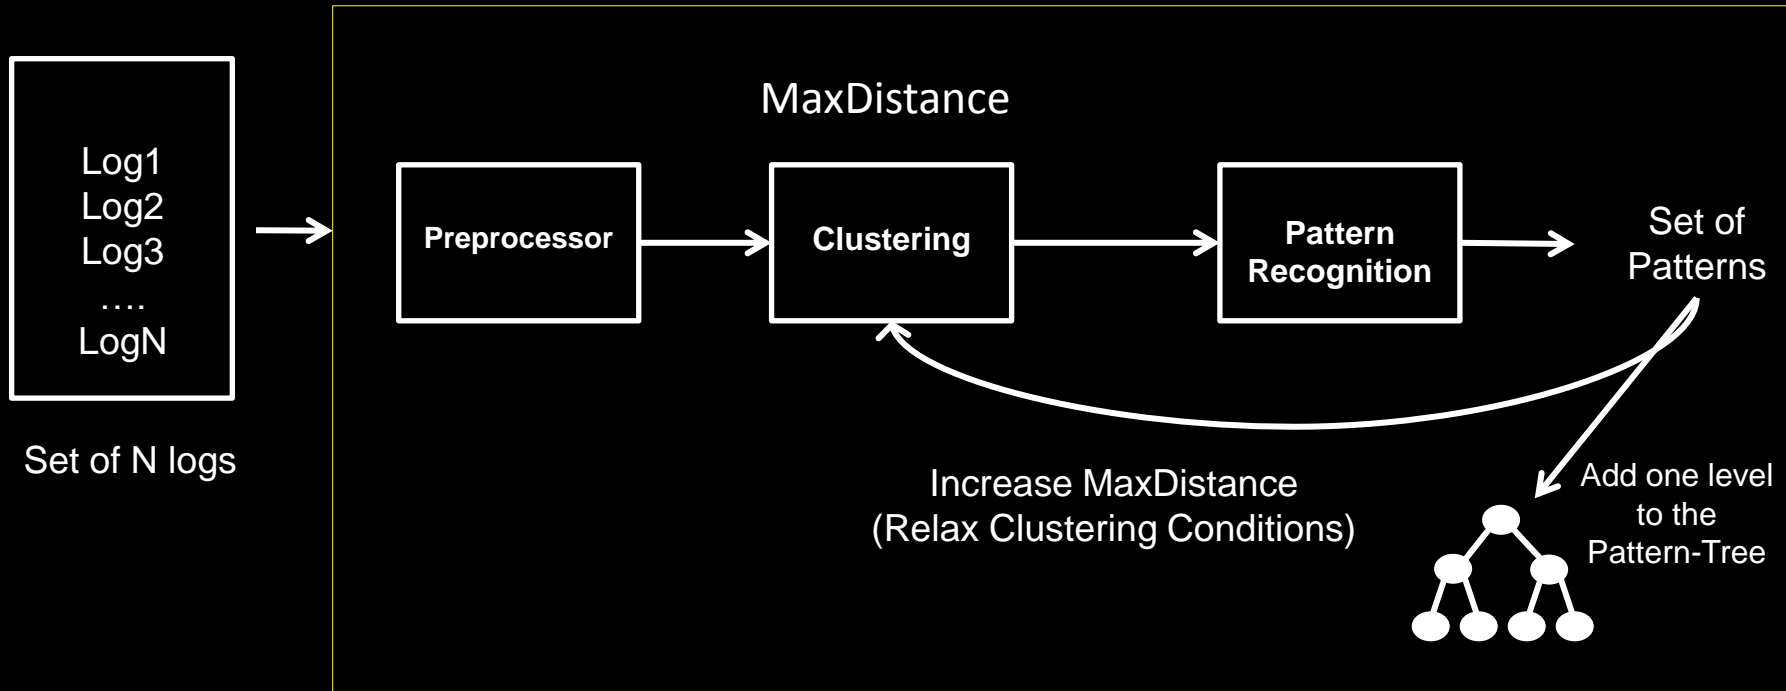 Log1
Log2
Log3
....
LogN
Set of N logs
MaxDistance
Preprocessor
Clustering
Pattern
Recognition
Set of
Patterns
Increase MaxDistance
(Relax Clustering Conditions)
Add one level
to the
Pattern-Tree